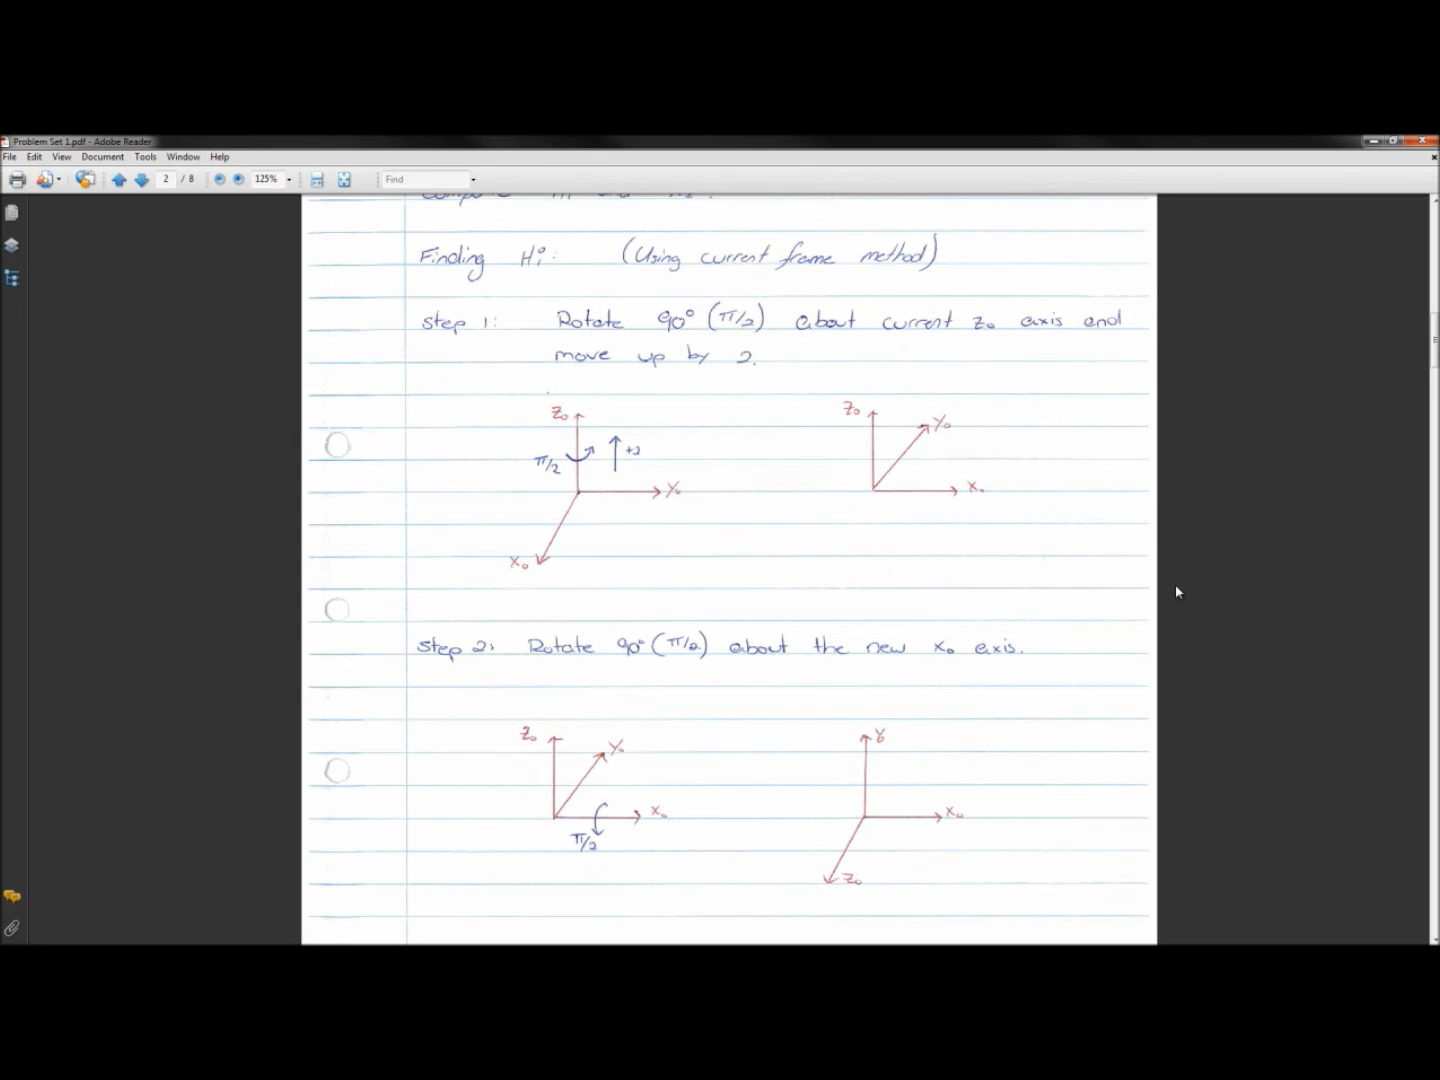 Problem Set 1.pdf - Adobe Reader
File Edit View Document Tools Window Help
2 / 8 125% Find
Finding H₁⁰: (Using current frame method)
Step 1: Rotate 90° (π/2) about current z₀ axis and
move up by 2.
Z₀ Z₀ Y₀
π/2 +2
Y₀ X₀
X₀
Step 2: Rotate 90° (π/2) about the new x₀ axis.
Z₀ Y₀ Y₀
X₀ X₀
π/2
Z₀